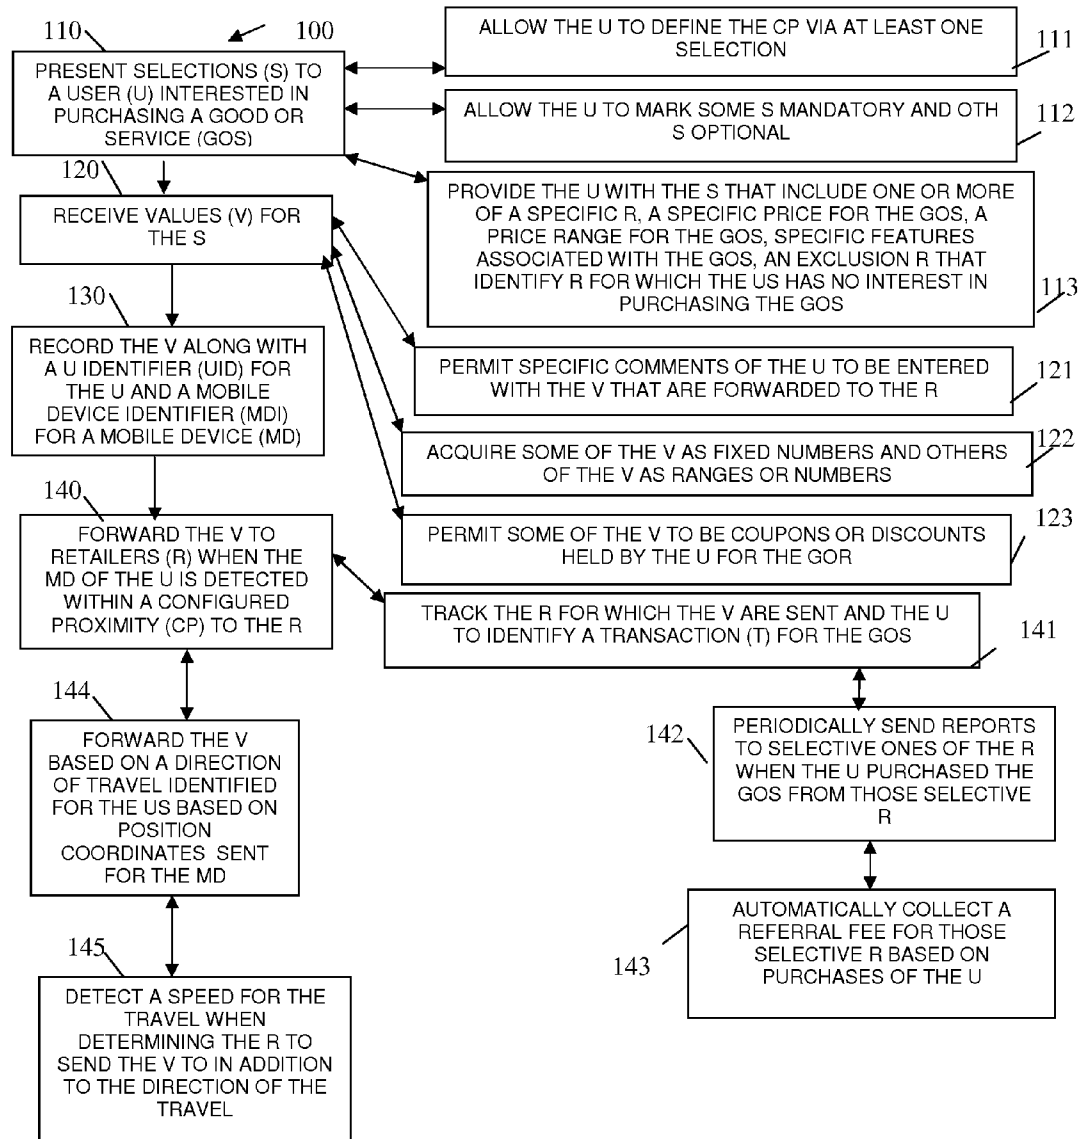 110
100
PRESENT SELECTIONS (S) TO
A USER (U) INTERESTED IN
PURCHASING A GOOD OR
SERVICE (GOS)
ALLOW THE U TO DEFINE THE CP VIA AT LEAST ONE
SELECTION
111
ALLOW THE U TO MARK SOME S MANDATORY AND OTH
S OPTIONAL
112
PROVIDE THE U WITH THE S THAT INCLUDE ONE OR MORE
OF A SPECIFIC R, A SPECIFIC PRICE FOR THE GOS, A
PRICE RANGE FOR THE GOS, SPECIFIC FEATURES
ASSOCIATED WITH THE GOS, AN EXCLUSION R THAT
IDENTIFY R FOR WHICH THE US HAS NO INTEREST IN
PURCHASING THE GOS
113
120
RECEIVE VALUES (V) FOR
THE S
PERMIT SPECIFIC COMMENTS OF THE U TO BE ENTERED
WITH THE V THAT ARE FORWARDED TO THE R
121
ACQUIRE SOME OF THE V AS FIXED NUMBERS AND OTHERS
OF THE V AS RANGES OR NUMBERS
122
PERMIT SOME OF THE V TO BE COUPONS OR DISCOUNTS
HELD BY THE U FOR THE GOR
123
130
RECORD THE V ALONG WITH
A U IDENTIFIER (UID) FOR
THE U AND A MOBILE
DEVICE IDENTIFIER (MDI)
FOR A MOBILE DEVICE (MD)
140
FORWARD THE V TO
RETAILERS (R) WHEN THE
MD OF THE U IS DETECTED
WITHIN A CONFIGURED
PROXIMITY (CP) TO THE R
TRACK THE R FOR WHICH THE V ARE SENT AND THE U
TO IDENTIFY A TRANSACTION (T) FOR THE GOS
141
142
PERIODICALLY SEND REPORTS
TO SELECTIVE ONES OF THE R
WHEN THE U PURCHASED THE
GOS FROM THOSE SELECTIVE
R
143
AUTOMATICALLY COLLECT A
REFERRAL FEE FOR THOSE
SELECTIVE R BASED ON
PURCHASES OF THE U
144
FORWARD THE V
BASED ON A DIRECTION
OF TRAVEL IDENTIFIED
FOR THE US BASED ON
POSITION
COORDINATES SENT
FOR THE MD
145
DETECT A SPEED FOR THE
TRAVEL WHEN
DETERMINING THE R TO
SEND THE V TO IN ADDITION
TO THE DIRECTION OF THE
TRAVEL